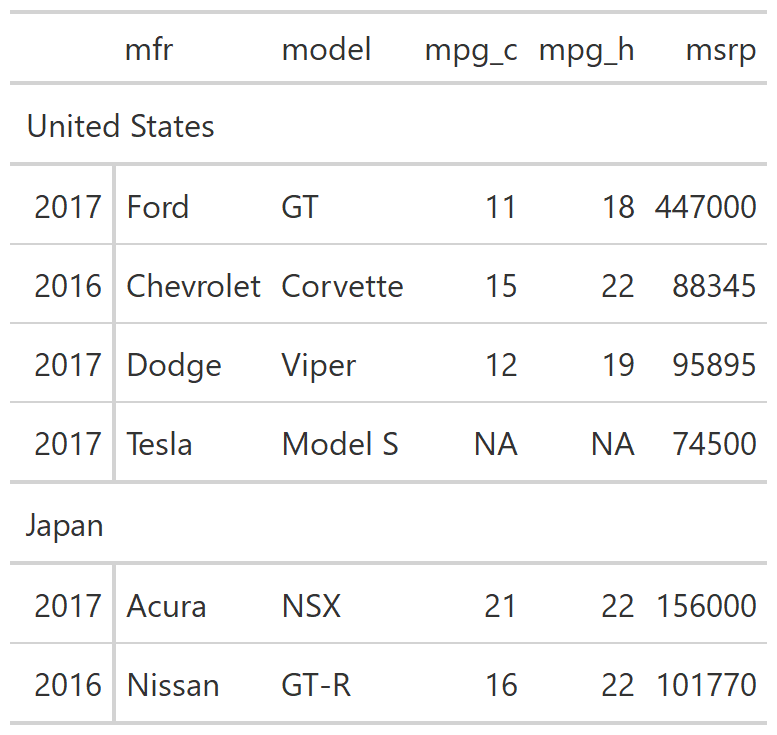 mfr model mpg_c mpg_h msrp
United States
2017 Ford GT 11 18 447000
2016 Chevrolet Corvette 15 22 88345
2017 Dodge Viper 12 19 95895
2017 Tesla Model S NA NA 74500
Japan
2017 Acura NSX 21 22 156000
2016 Nissan GT-R 16 22 101770